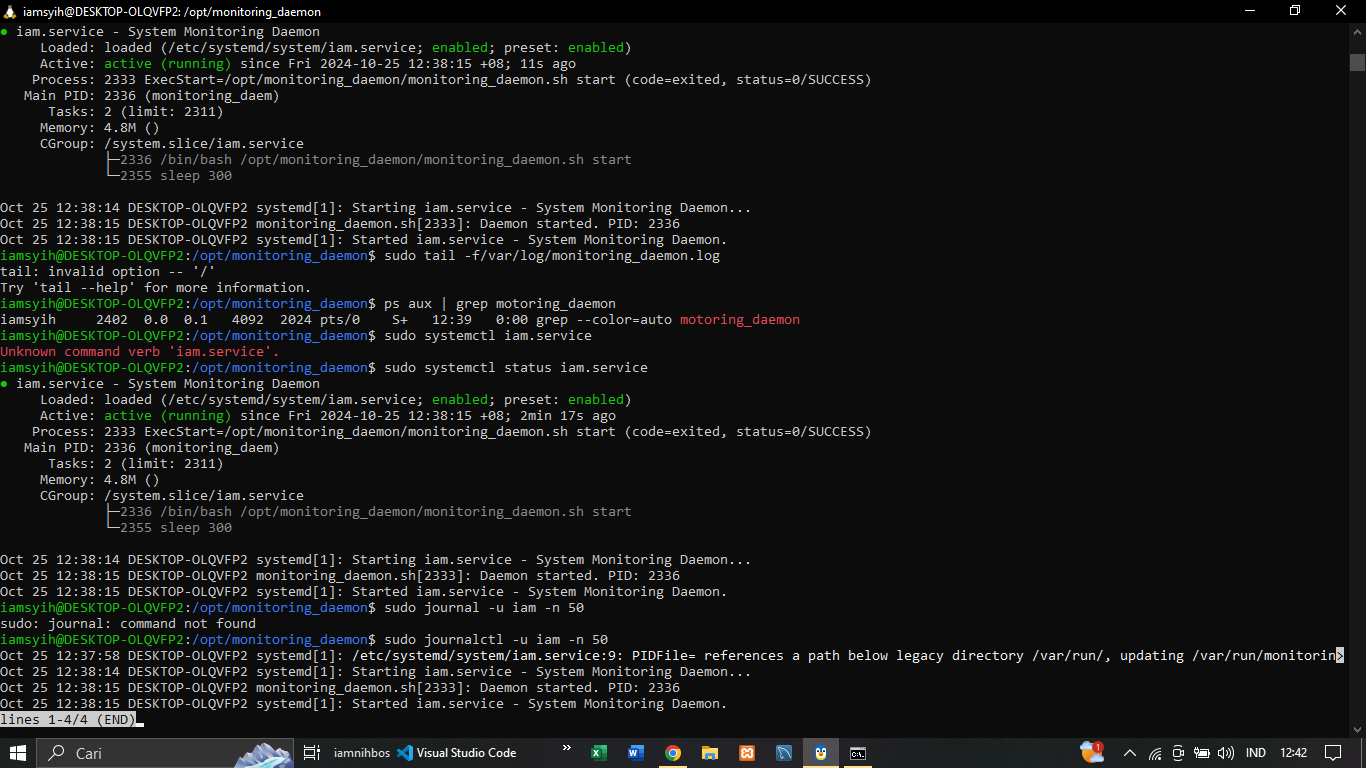 iamsyih@DESKTOP-OLQVFP2: /opt/monitoring_daemon
● iam.service - System Monitoring Daemon
Loaded: loaded (/etc/systemd/system/iam.service; enabled; preset: enabled)
Active: active (running) since Fri 2024-10-25 12:38:15 +08; 11s ago
Process: 2333 ExecStart=/opt/monitoring_daemon/monitoring_daemon.sh start (code=exited, status=0/SUCCESS)
Main PID: 2336 (monitoring_daem)
Tasks: 2 (limit: 2311)
Memory: 4.8M ()
CGroup: /system.slice/iam.service
├─2336 /bin/bash /opt/monitoring_daemon/monitoring_daemon.sh start
└─2355 sleep 300
Oct 25 12:38:14 DESKTOP-OLQVFP2 systemd[1]: Starting iam.service - System Monitoring Daemon...
Oct 25 12:38:15 DESKTOP-OLQVFP2 monitoring_daemon.sh[2333]: Daemon started. PID: 2336
Oct 25 12:38:15 DESKTOP-OLQVFP2 systemd[1]: Started iam.service - System Monitoring Daemon.
iamsyih@DESKTOP-OLQVFP2:/opt/monitoring_daemon$ sudo tail -f/var/log/monitoring_daemon.log
tail: invalid option -- '/'
Try 'tail --help' for more information.
iamsyih@DESKTOP-OLQVFP2:/opt/monitoring_daemon$ ps aux | grep motoring_daemon
iamsyih 2402 0.0 0.1 4092 2024 pts/0 S+ 12:39 0:00 grep --color=auto motoring_daemon
iamsyih@DESKTOP-OLQVFP2:/opt/monitoring_daemon$ sudo systemctl iam.service
Unknown command verb 'iam.service'.
iamsyih@DESKTOP-OLQVFP2:/opt/monitoring_daemon$ sudo systemctl status iam.service
● iam.service - System Monitoring Daemon
Loaded: loaded (/etc/systemd/system/iam.service; enabled; preset: enabled)
Active: active (running) since Fri 2024-10-25 12:38:15 +08; 2min 17s ago
Process: 2333 ExecStart=/opt/monitoring_daemon/monitoring_daemon.sh start (code=exited, status=0/SUCCESS)
Main PID: 2336 (monitoring_daem)
Tasks: 2 (limit: 2311)
Memory: 4.8M ()
CGroup: /system.slice/iam.service
├─2336 /bin/bash /opt/monitoring_daemon/monitoring_daemon.sh start
└─2355 sleep 300
Oct 25 12:38:14 DESKTOP-OLQVFP2 systemd[1]: Starting iam.service - System Monitoring Daemon...
Oct 25 12:38:15 DESKTOP-OLQVFP2 monitoring_daemon.sh[2333]: Daemon started. PID: 2336
Oct 25 12:38:15 DESKTOP-OLQVFP2 systemd[1]: Started iam.service - System Monitoring Daemon.
iamsyih@DESKTOP-OLQVFP2:/opt/monitoring_daemon$ sudo journal -u iam -n 50
sudo: journal: command not found
iamsyih@DESKTOP-OLQVFP2:/opt/monitoring_daemon$ sudo journalctl -u iam -n 50
Oct 25 12:37:58 DESKTOP-OLQVFP2 systemd[1]: /etc/systemd/system/iam.service:9: PIDFile= references a path below legacy directory /var/run/, updating /var/run/monitorin>
Oct 25 12:38:14 DESKTOP-OLQVFP2 systemd[1]: Starting iam.service - System Monitoring Daemon...
Oct 25 12:38:15 DESKTOP-OLQVFP2 monitoring_daemon.sh[2333]: Daemon started. PID: 2336
Oct 25 12:38:15 DESKTOP-OLQVFP2 systemd[1]: Started iam.service - System Monitoring Daemon.
lines 1-4/4 (END)
Cari iamnihbos Visual Studio Code » 1 IND 12:42